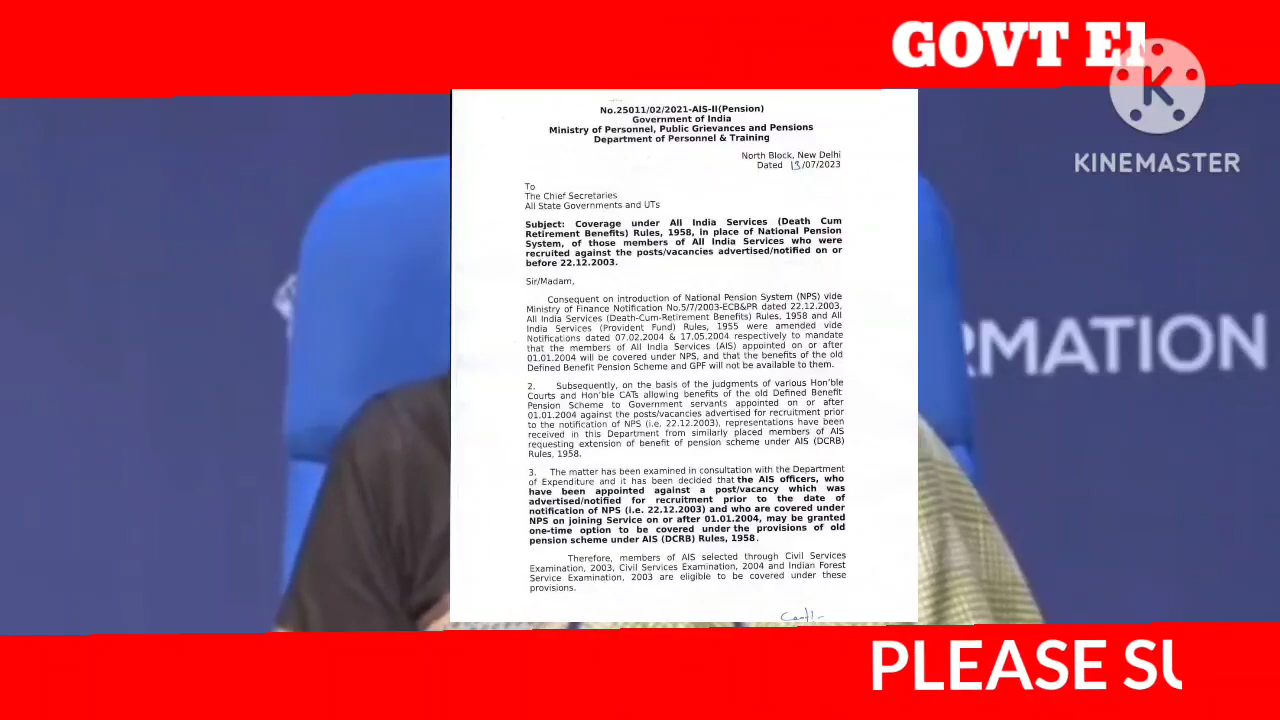 GOVT E
KINEMASTER
No.25011/02/2021-AIS-II(Pension)
Government of India
Ministry of Personnel, Public Grievances and Pensions
Department of Personnel & Training
North Block, New Delhi
Dated 13/07/2023
To
The Chief Secretaries
All State Governments and UTs
Subject: Coverage under All India Services (Death Cum
Retirement Benefits) Rules, 1958, in place of National Pension
System, of those members of All India Services who were
recruited against the posts/vacancies advertised/notified on or
before 22.12.2003.
Sir/Madam,
Consequent on introduction of National Pension System (NPS) vide
Ministry of Finance Notification No.5/7/2003-ECB&PR dated 22.12.2003,
All India Services (Death-Cum-Retirement Benefits) Rules, 1958 and All
India Services (Provident Fund) Rules, 1955 were amended vide
Notifications dated 07.02.2004 & 17.05.2004 respectively to mandate
that the members of All India Services (AIS) appointed on or after
01.01.2004 will be covered under NPS, and that the benefits of the old
Defined Benefit Pension Scheme and GPF will not be available to them.
2. Subsequently, on the basis of the judgments of various Hon'ble
Courts and Hon'ble CATs allowing benefits of the old Defined Benefit
Pension Scheme to Government servants appointed on or after
01.01.2004 against the posts/vacancies advertised for recruitment prior
to the notification of NPS (i.e. 22.12.2003), representations have been
received in this Department from similarly placed members of AIS
requesting extension of benefit of pension scheme under AIS (DCRB)
Rules, 1958.
3. The matter has been examined in consultation with the Department
of Expenditure and it has been decided that the AIS officers, who
have been appointed against a post/vacancy which was
advertised/notified for recruitment prior to the date of
notification of NPS (i.e. 22.12.2003) and who are covered under
NPS on joining Service on or after 01.01.2004, may be granted
one-time option to be covered under the provisions of old
pension scheme under AIS (DCRB) Rules, 1958.
Therefore, members of AIS selected through Civil Services
Examination, 2003, Civil Services Examination, 2004 and Indian Forest
Service Examination, 2003 are eligible to be covered under these
provisions.
RMATION
PLEASE SU